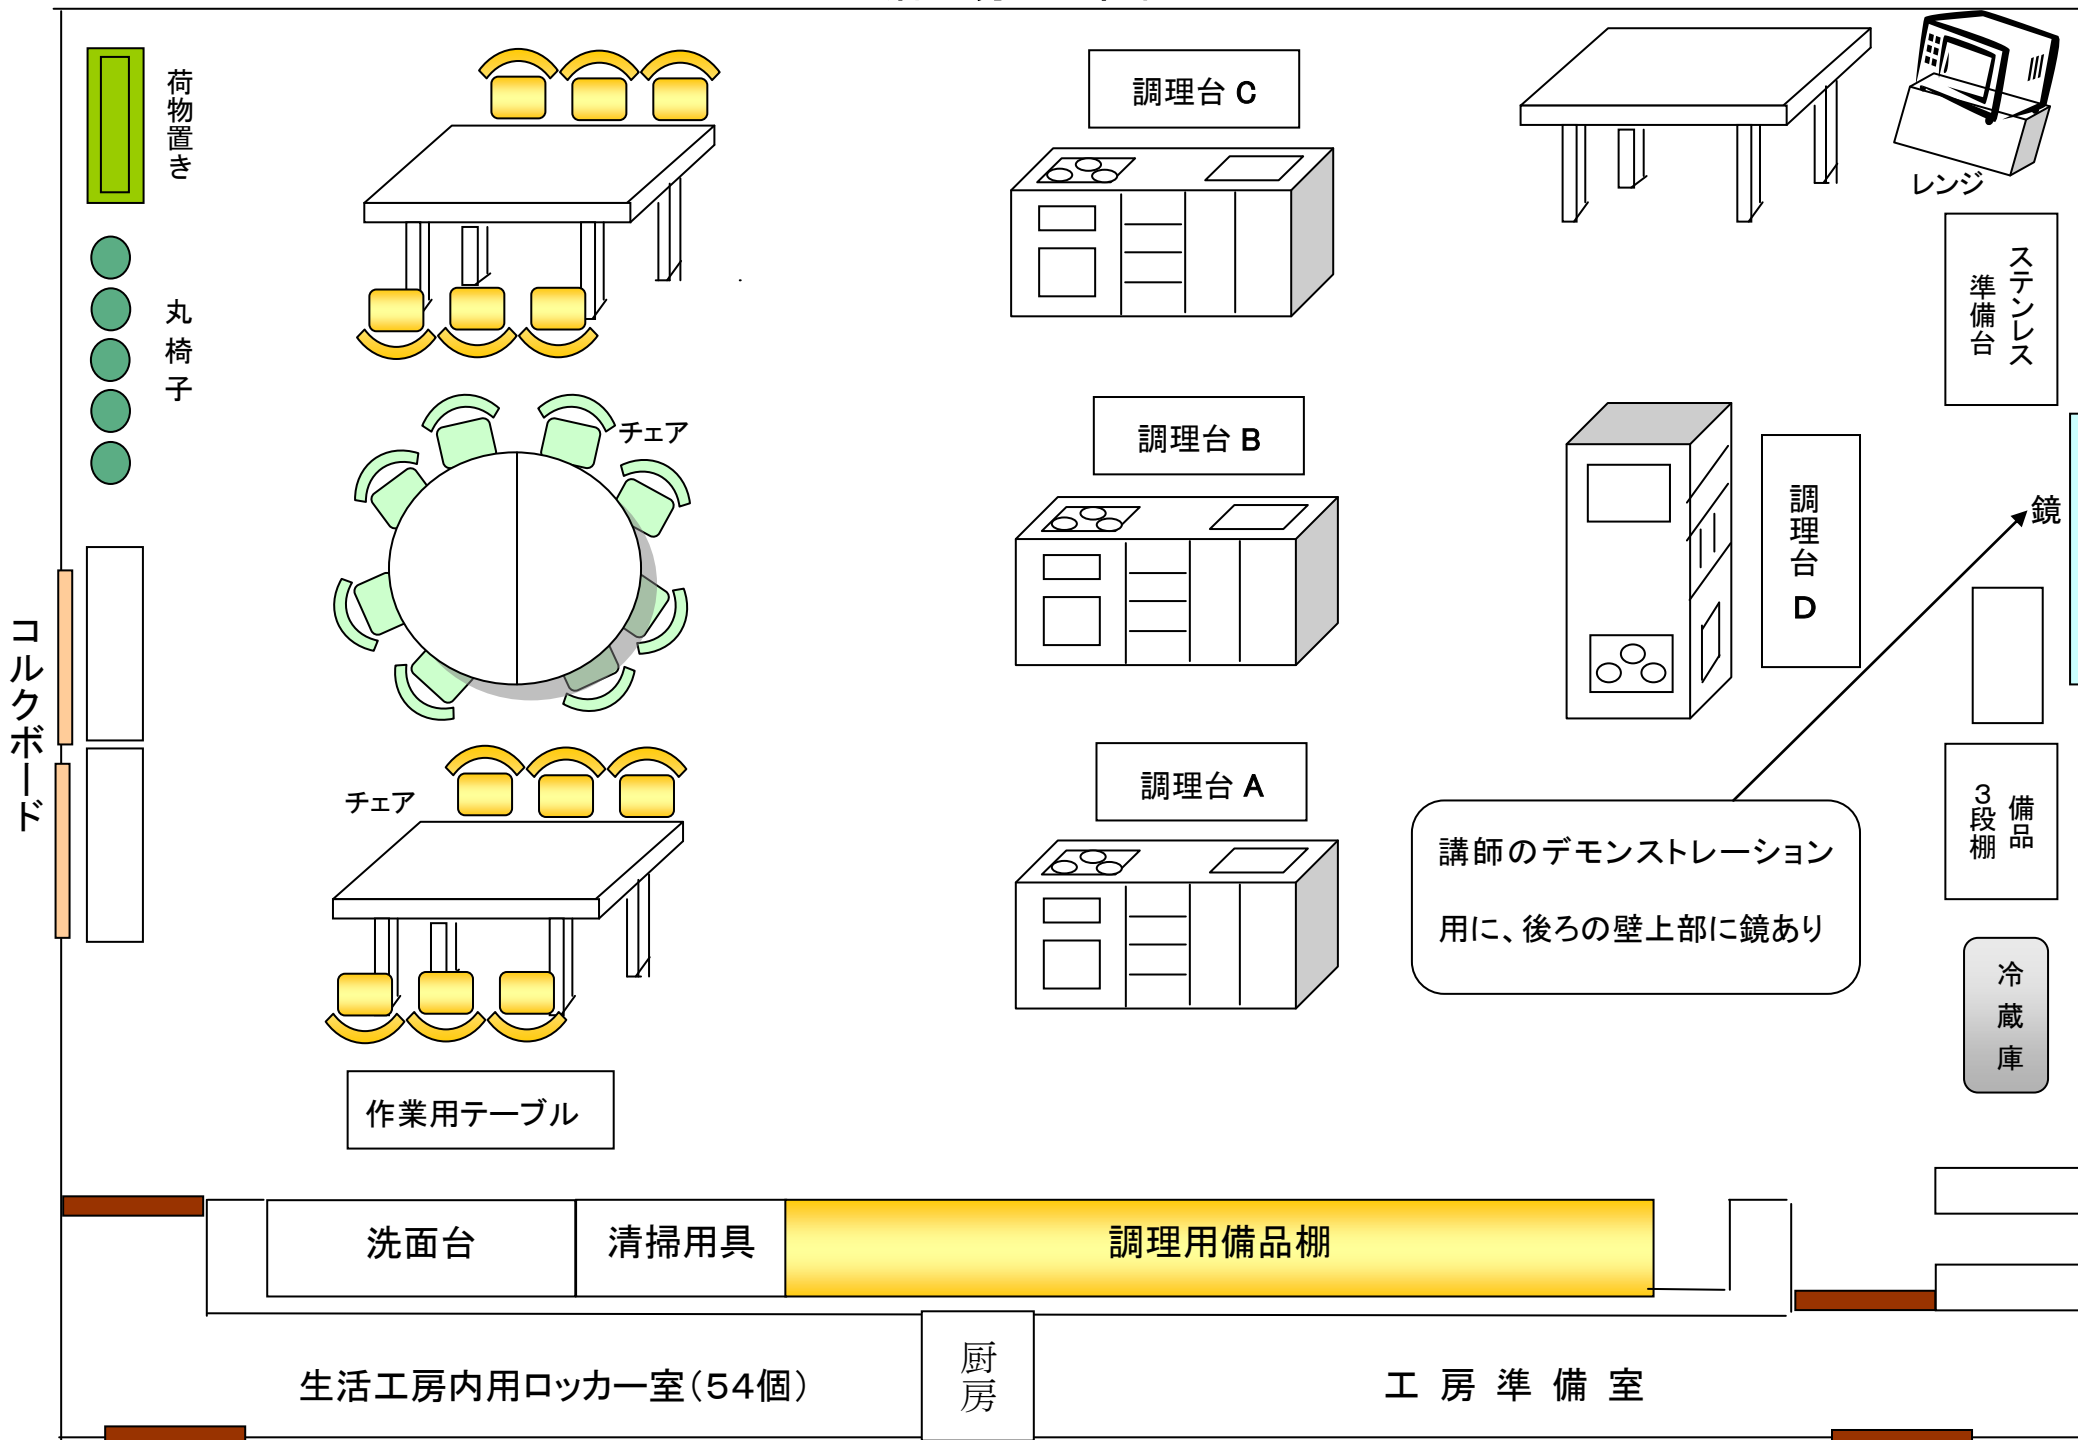 荷物置き
調理台 C
レンジ
丸椅子
ステンレス
準備台
チェア
調理台 B
調理台 D
鏡
コルクボード
チェア
調理台 A
講師のデモンストレーション
用に、後ろの壁上部に鏡あり
備品
3段棚
冷蔵庫
作業用テーブル
洗面台
清掃用具
調理用備品棚
生活工房内用ロッカー室(54個)
厨房
工房準備室